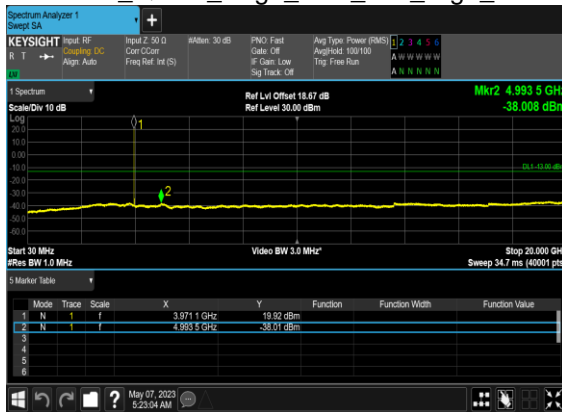 Spectrum Analyzer 1
Swept SA
+
KEYSIGHT Input: RF Input Z: 50 Ω #Atten: 30 dB PNO: Fast Avg Type: Power (RMS) 1 2 3 4 5 6
R T Coupling: DC Corr CCorr Gate: Off Avg|Hold: 100/100 A W W W W W
Align: Auto Freq Ref: Int (S) IF Gain: Low Trig: Free Run
Sig Track: Off A N N N N N
1 Spectrum Ref Lvl Offset 18.67 dB Mkr2 4.993 5 GHz
Scale/Div 10 dB Ref Level 30.00 dBm -38.008 dBm
Log
20.0
10.0
0.00
-10.0
-20.0
-30.0
-40.0
-50.0
-60.0
1
2
DL1 -13.00 dBm
Start 30 MHz Video BW 3.0 MHz* Stop 20.000 GHz
#Res BW 1.0 MHz Sweep 34.7 ms (40001 pts)
5 Marker Table
Mode Trace Scale X Y Function Function Width Function Value
1 N 1 f 3.971 1 GHz 19.92 dBm
2 N 1 f 4.993 5 GHz -38.01 dBm
3
4
5
6
? May 07, 2023
5:23:04 AM